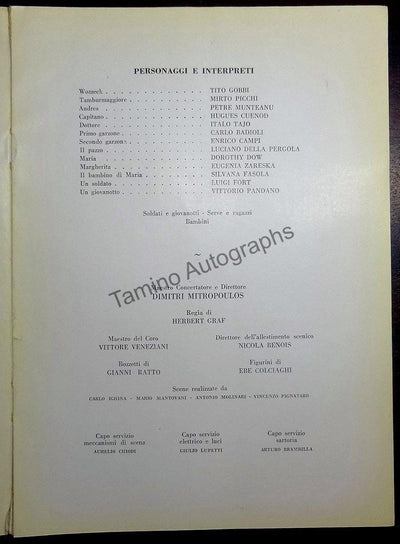 PERSONAGGI E INTERPRETI
Wozzeck . . . . . . . . . . . . TITO GOBBI
Tamburmaggiore . . . . . . . . . MIRTO PICCHI
Andres . . . . . . . . . . . . PETRE MUNTEANU
Capitano . . . . . . . . . . . HUGUES CUENOD
Dottore . . . . . . . . . . . . ITALO TAJO
Primo garzone . . . . . . . . . CARLO BADIOLI
Secondo garzone . . . . . . . . ENRICO CAMPI
Il pazzo . . . . . . . . . . . LUCIANO DELLA PERGOLA
Maria . . . . . . . . . . . . DOROTHY DOW
Margherita . . . . . . . . . . EUGENIA ZARESKA
Il bambino di Maria . . . . . . . SILVANA FASOLA
Un soldato . . . . . . . . . . LUIGI FORT
Un giovanotto . . . . . . . . . VITTORIO PANDANO
Soldati e giovanotti - Serve e ragazzi
Bambini
~
Tamino Autographs
Maestro Concertatore e Direttore
DIMITRI MITROPOULOS
Regia di
HERBERT GRAF
Maestro del Coro
VITTORE VENEZIANI
Direttore dell'allestimento scenico
NICOLA BENOIS
Bozzetti di
GIANNI RATTO
Figurini di
EBE COLCIAGHI
Scene realizzate da
CARLO IGHINA - MARIO MANTOVANI - ANTONIO MOLINARI - VINCENZO PIGNATARO
Capo servizio
meccanismi di scena
AURELIO CHIODI
Capo servizio
elettrico e luci
GIULIO LUPETTI
Capo servizio
sartoria
ARTURO BRAMBILLA